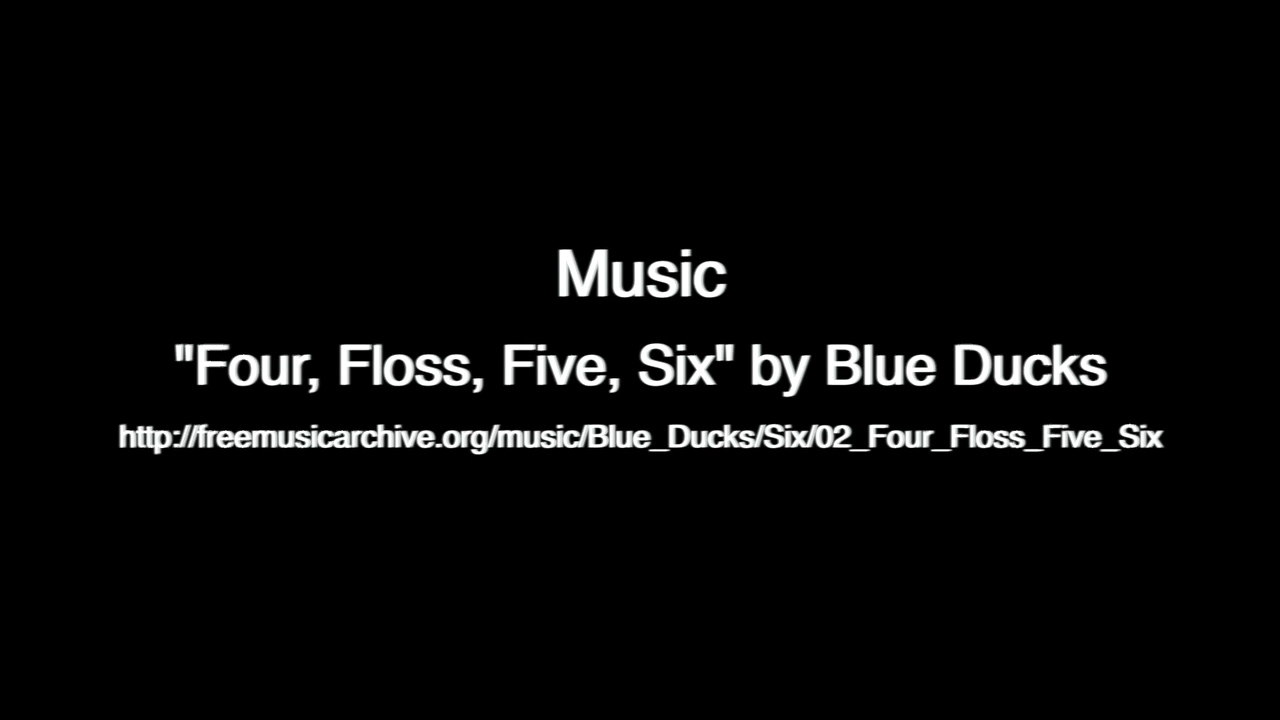 Music
"Four, Floss, Five, Six" by Blue Ducks
http://freemusicarchive.org/music/Blue_Ducks/Six/02_Four_Floss_Five_Six